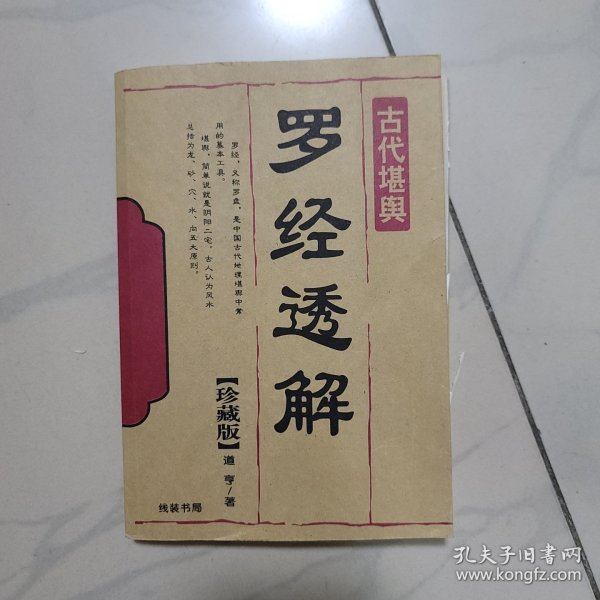 古代堪舆
罗经透解
罗经，又称罗盘，是中国古代地理堪舆中常
用的基本工具。
堪舆，简单说就是阴阳二宅，古人认为风水
总括为龙、砂、穴、水、向五大原则。
【珍藏版】
道亨/著
线装书局
孔夫子旧书网
www.kongfz.com